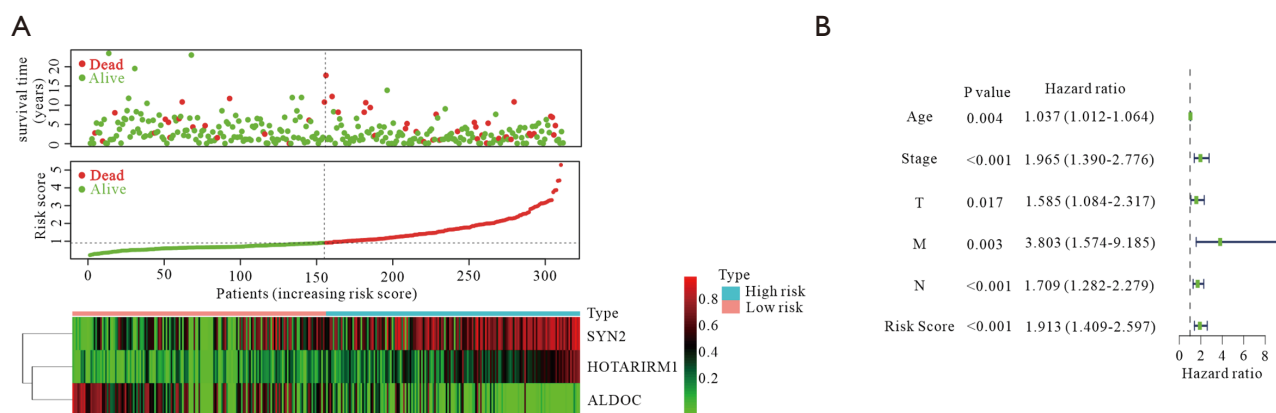 A
survival time
(years)
0 5 10 15 20
Dead
Alive
Risk score
1 2 3 4 5
Dead
Alive
0 50 100 150 200 250 300
Patients (increasing risk score)
Type
SYN2
HOTARIRM1
ALDOC
0.8
0.6
0.4
0.2
Type
High risk
Low risk
B
P value Hazard ratio
Age 0.004 1.037 (1.012-1.064)
Stage <0.001 1.965 (1.390-2.776)
T 0.017 1.585 (1.084-2.317)
M 0.003 3.803 (1.574-9.185)
N <0.001 1.709 (1.282-2.279)
Risk Score <0.001 1.913 (1.409-2.597)
0 2 4 6 8
Hazard ratio